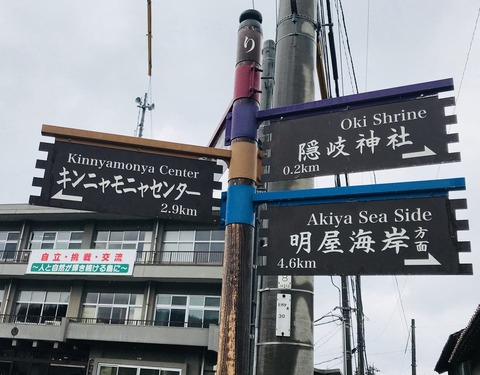 り
Oki Shrine
隠岐神社
0.2km
Kinnyamonya Center
キンニャモニャセンター
2.9km
Akiya Sea Side
明屋海岸方面
4.6km
自立・挑戦・交流
～人と自然が輝き続ける島に～
30